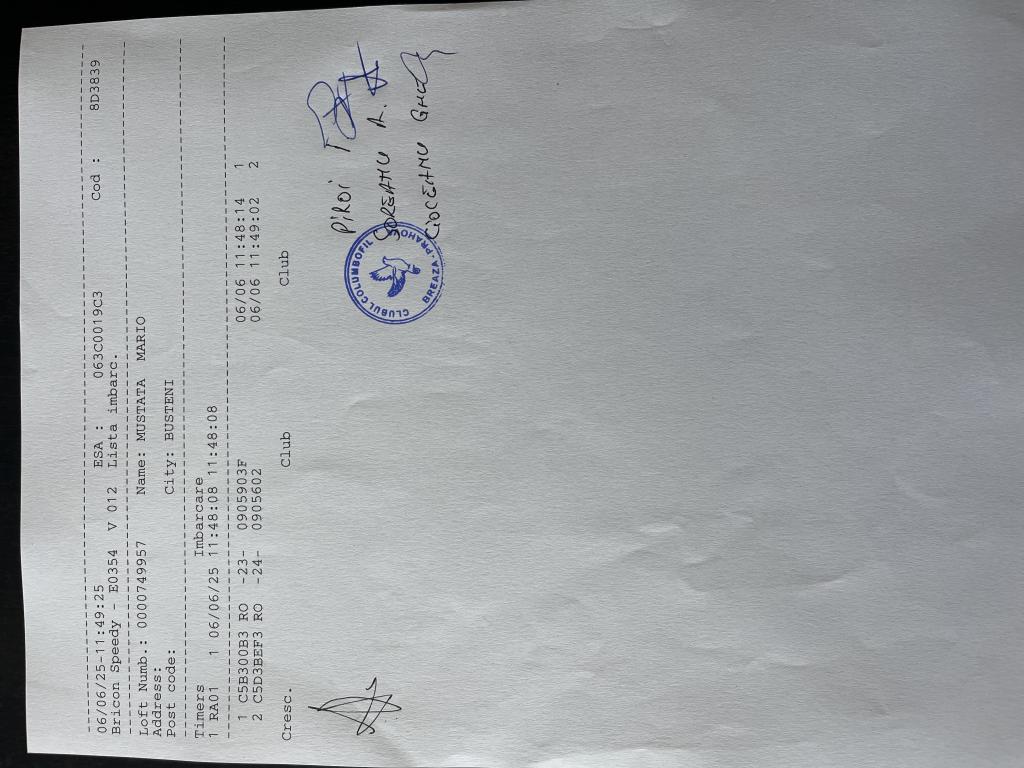 --------------------------------------------------------------------------------
06/06/25-11:49:25 ESA : 063C0019C3 Cod : 8D3839
Bricon Speedy - E0354 V 012 Lista imbarc.
--------------------------------------------------------------------------------
Loft Numb.: 0000749957 Name: MUSTATA MARIO
Address:
Post code: City: BUSTENI
--------------------------------------------------------------------------------
Timers Imbarcare
1 RA01 1 06/06/25 11:48:08 11:48:08
--------------------------------------------------------------------------------
1 C5B300B3 RO -23- 0905903F 06/06 11:48:14 1
2 C5D3BEF3 RO -24- 0905602 06/06 11:49:02 2
Cresc. Club Club
PIROI
SOREANU A.
CIOCEANU
CLUBUL COLUMBOFIL
BREAZA-PRAHOVA